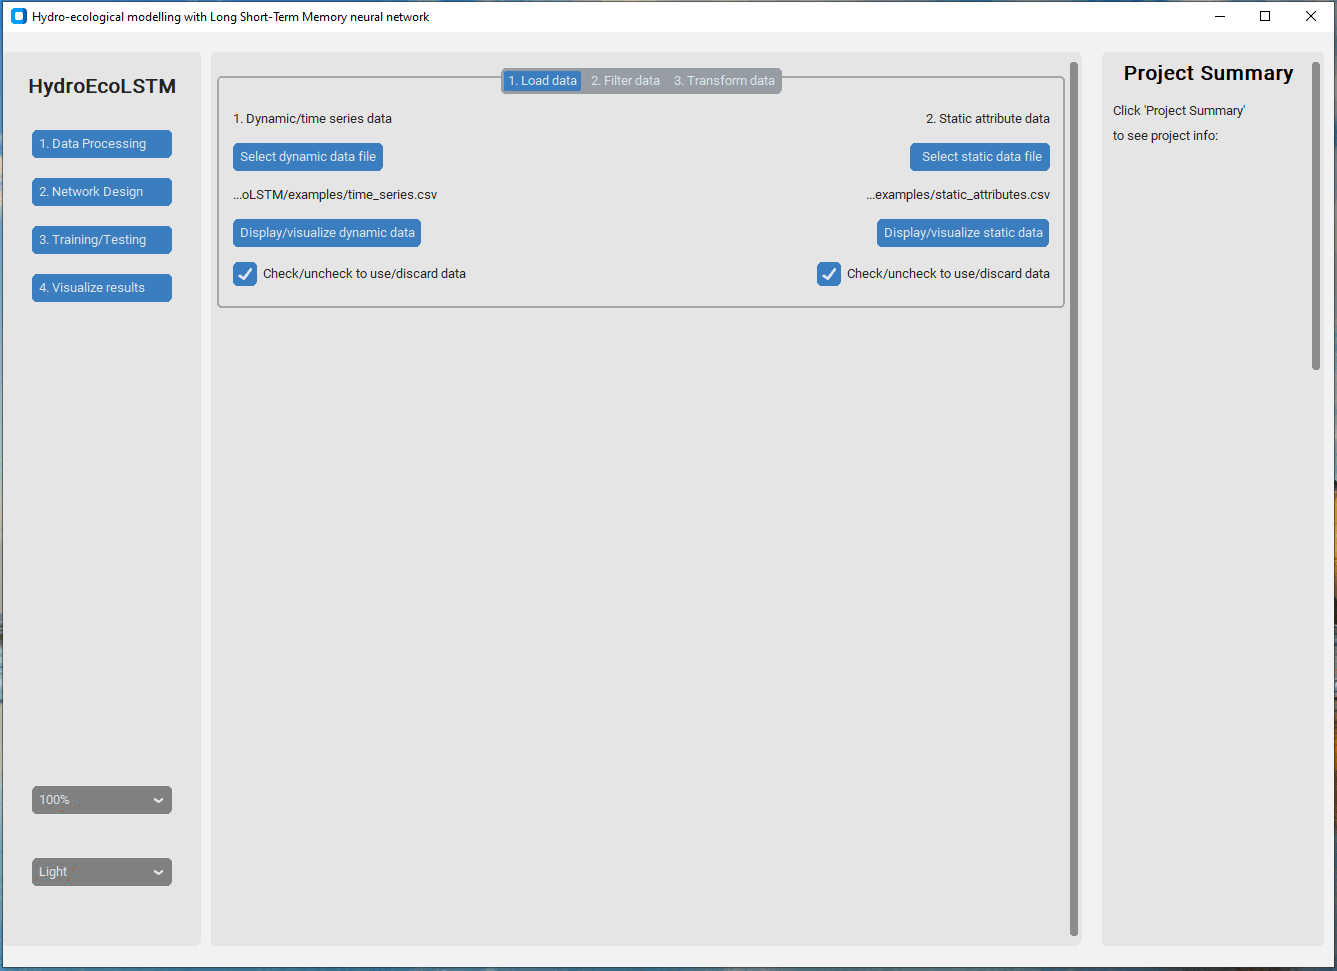 Hydro-ecological modelling with Long Short-Term Memory neural network
HydroEcoLSTM
1. Data Processing
2. Network Design
3. Training/Testing
4. Visualize results
100%
Light
1. Load data
2. Filter data
3. Transform data
1. Dynamic/time series data
Select dynamic data file
...oLSTM/examples/time_series.csv
Display/visualize dynamic data
Check/uncheck to use/discard data
2. Static attribute data
Select static data file
...examples/static_attributes.csv
Display/visualize static data
Check/uncheck to use/discard data
Project Summary
Click 'Project Summary'
to see project info: